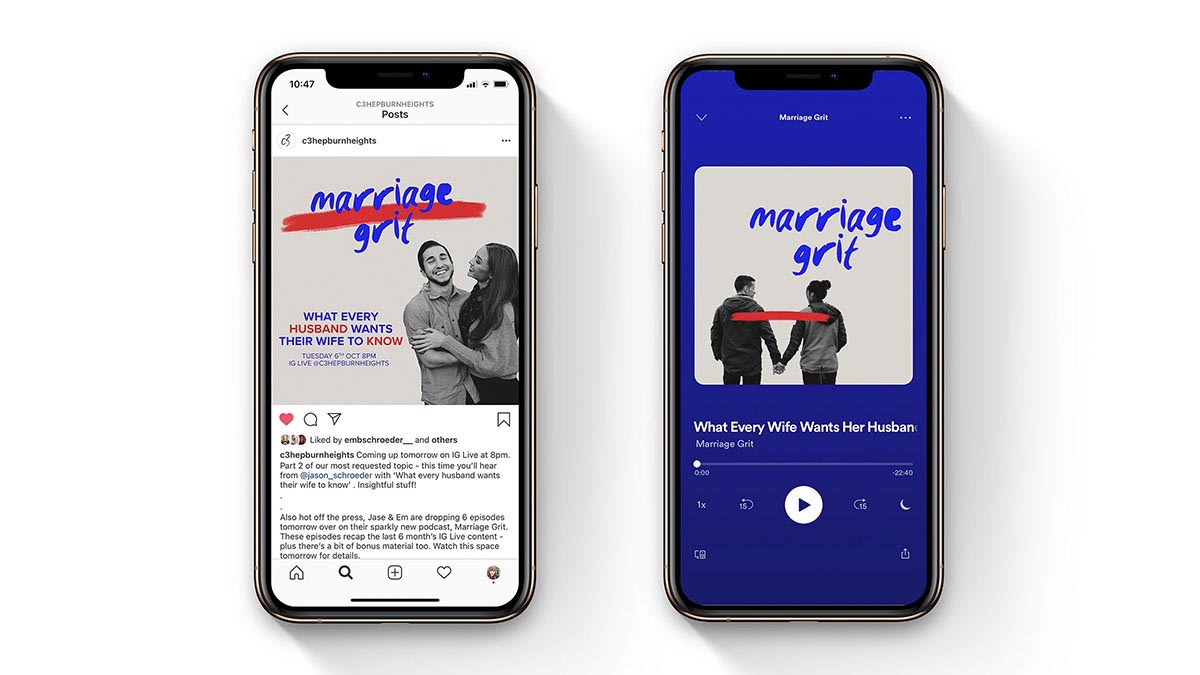 10:47
C3HEPBURNHEIGHTS
Posts
c3hepburnheights
marriage
grit
WHAT EVERY
HUSBAND WANTS
THEIR WIFE TO KNOW
TUESDAY 6TH OCT 8PM
IG LIVE @C3HEPBURNHEIGHTS
Liked by embschroeder__ and others
c3hepburnheights Coming up tomorrow on IG Live at 8pm.
Part 2 of our most requested topic - this time you'll hear
from @jason_schroeder with 'What every husband wants
their wife to know' . Insightful stuff!
.
.
Also hot off the press, Jase & Em are dropping 6 episodes
tomorrow over on their sparkly new podcast, Marriage Grit.
These episodes recap the last 6 month's IG Live content -
plus there's a bit of bonus material too. Watch this space
tomorrow for details.
Marriage Grit
marriage
grit
What Every Wife Wants Her Husban
Marriage Grit
0:00
-22:40
1x
15
15